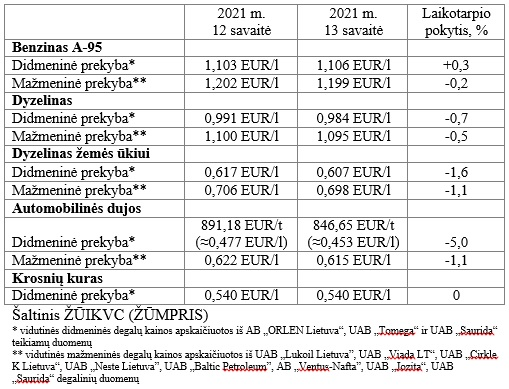 2021 m. 2021 m. Laikotarpio
12 savaitė 13 savaitė pokytis, %
Benzinas A-95
Didmeninė prekyba* 1,103 EUR/l 1,106 EUR/l +0,3
Mažmeninė prekyba** 1,202 EUR/l 1,199 EUR/l -0,2
Dyzelinas
Didmeninė prekyba* 0,991 EUR/l 0,984 EUR/l -0,7
Mažmeninė prekyba** 1,100 EUR/l 1,095 EUR/l -0,5
Dyzelinas žemės ūkiui
Didmeninė prekyba* 0,617 EUR/l 0,607 EUR/l -1,6
Mažmeninė prekyba** 0,706 EUR/l 0,698 EUR/l -1,1
Automobilinės dujos
891,18 EUR/t 846,65 EUR/t
Didmeninė prekyba* (≈0,477 EUR/l) (≈0,453 EUR/l) -5,0
Mažmeninė prekyba** 0,622 EUR/l 0,615 EUR/l -1,1
Krosnių kuras
Didmeninė prekyba* 0,540 EUR/l 0,540 EUR/l 0
Šaltinis ŽŪIKVC (ŽŪMPRIS)
* vidutinės didmeninės degalų kainos apskaičiuotos iš AB „ORLEN Lietuva“, UAB „Tomega“ ir UAB „Saurida“
teikiamų duomenų
** vidutinės mažmeninės degalų kainos apskaičiuotos iš UAB „Lukoil Lietuva“, UAB „Viada LT“, UAB „Cirkle
K Lietuva“, UAB „Neste Lietuva”, UAB „Baltic Petroleum”, AB „Ventus-Nafta”, UAB „Jozita”, UAB
„Saurida“ degalinių duomenų